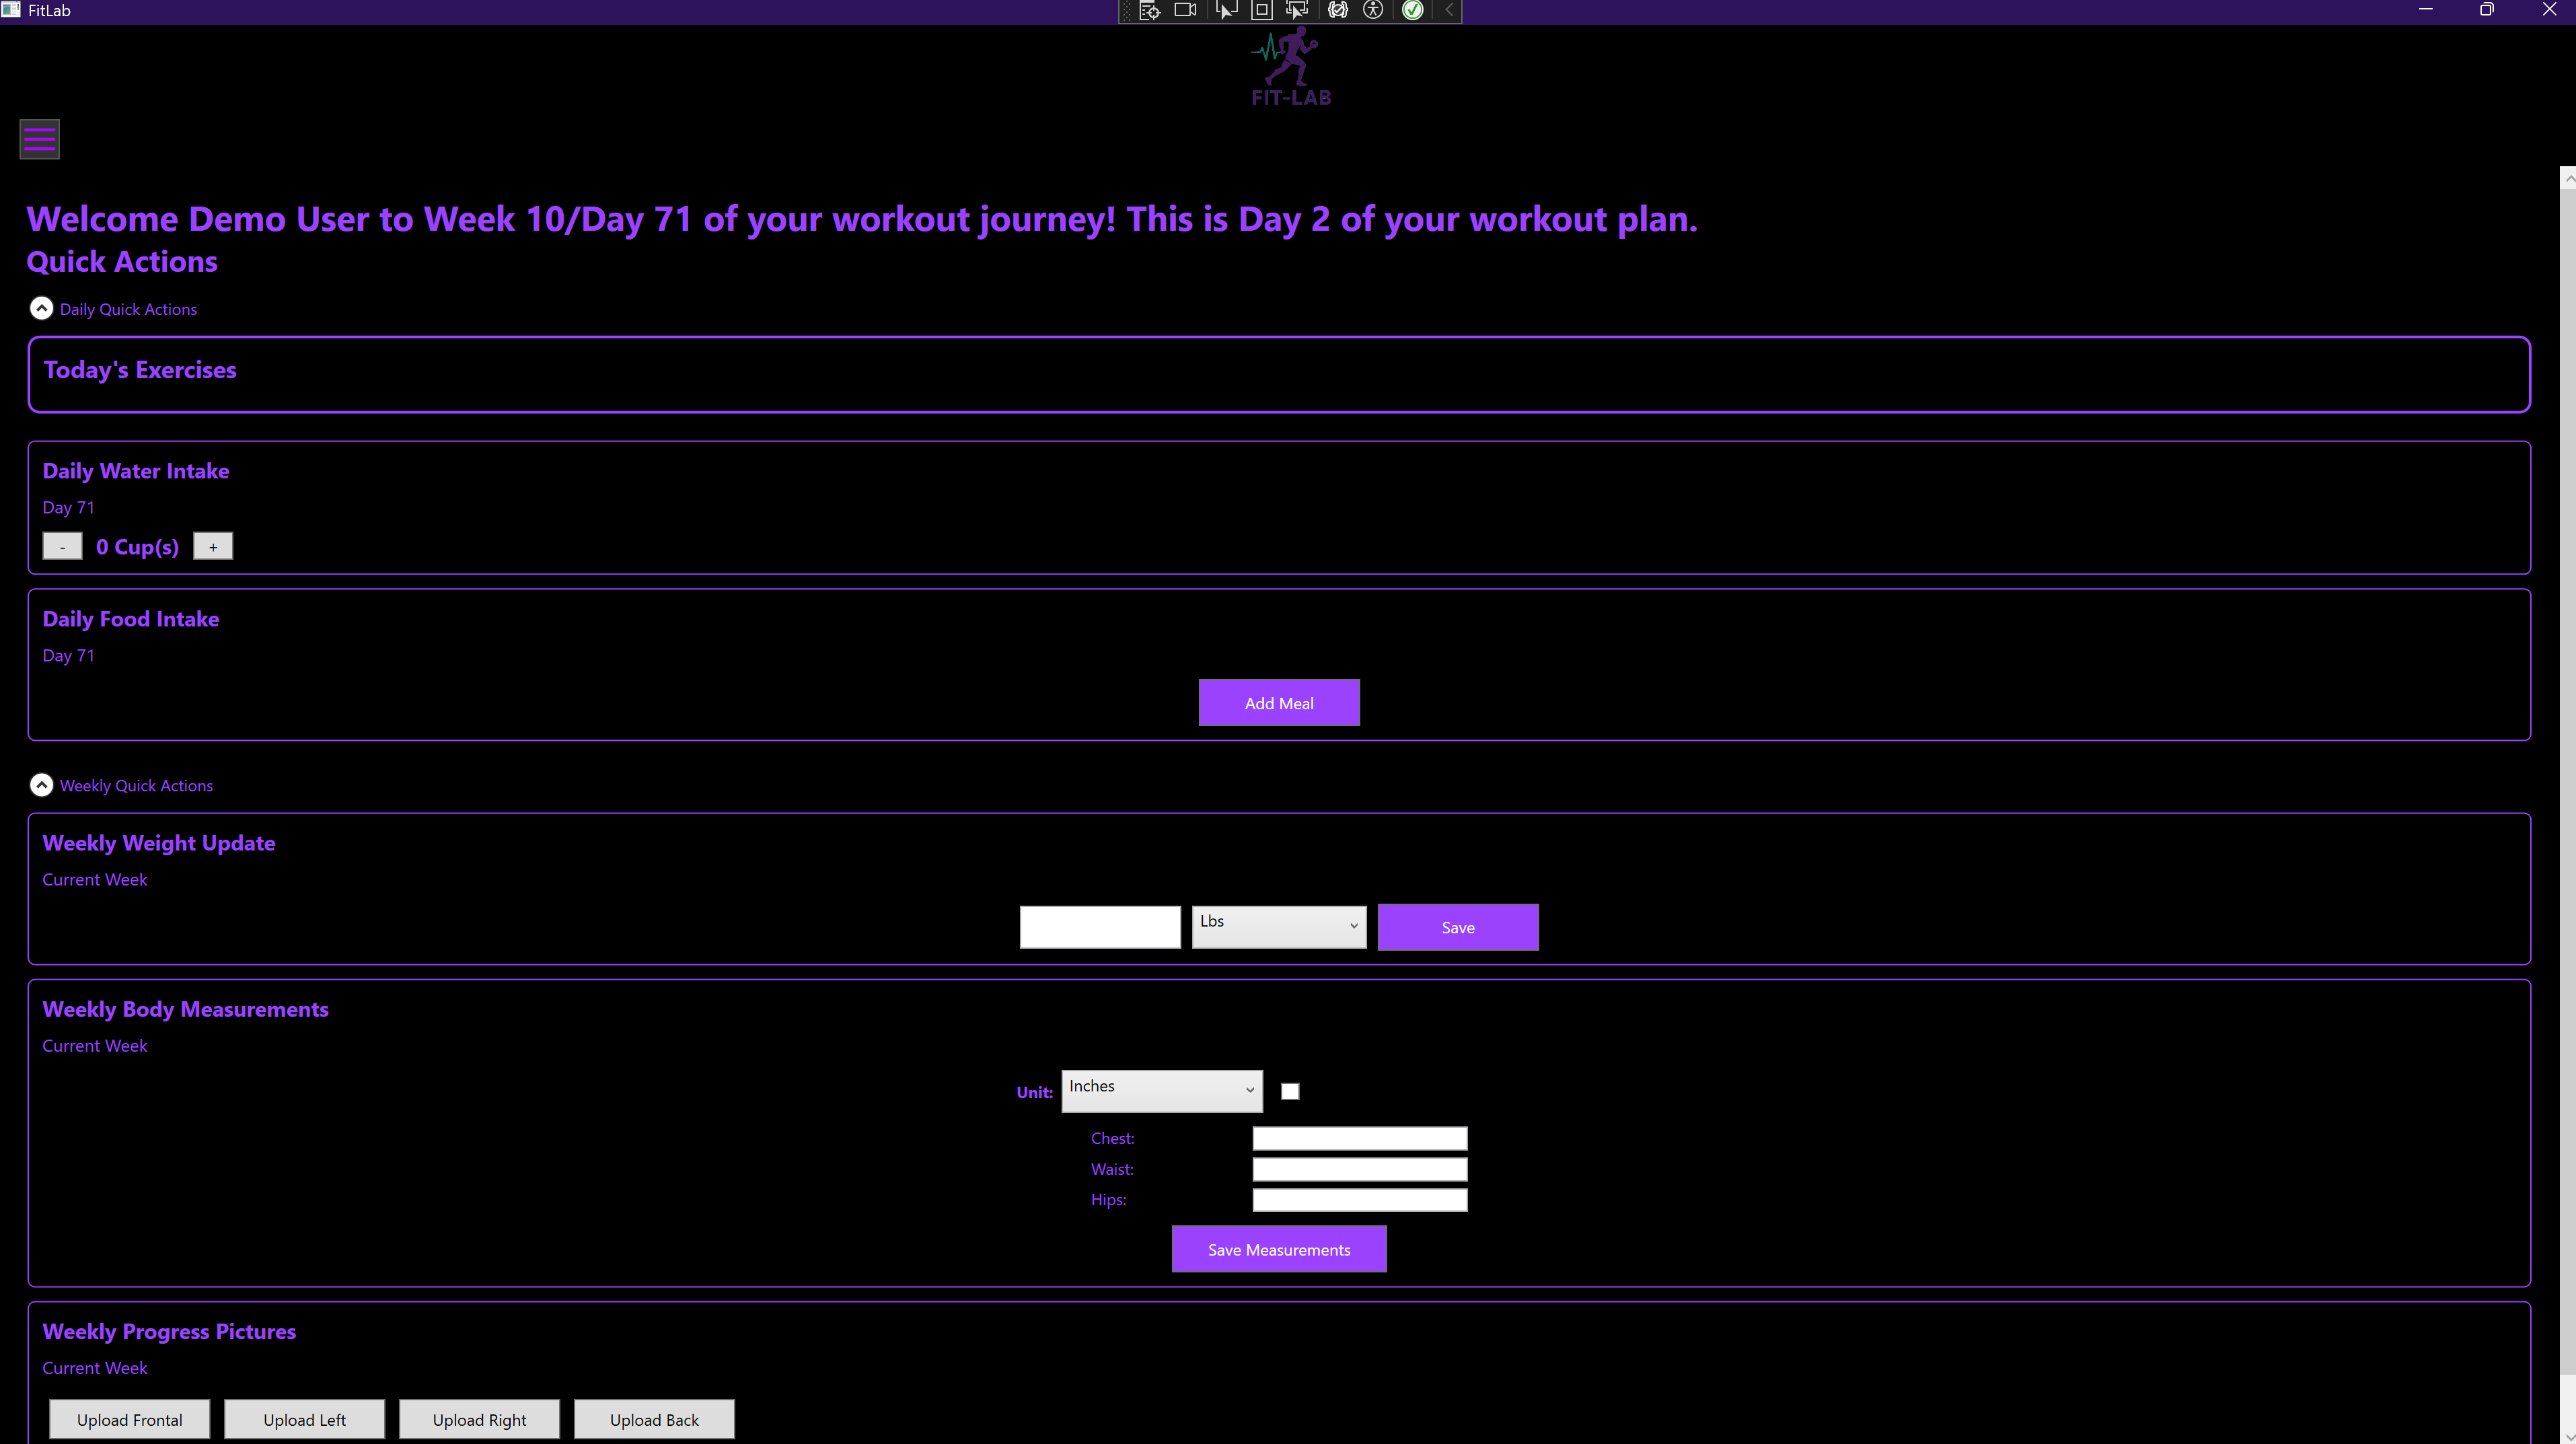 FitLab
FIT-LAB
Welcome Demo User to Week 10/Day 71 of your workout journey! This is Day 2 of your workout plan.
Quick Actions
Daily Quick Actions
Today's Exercises
Daily Water Intake
Day 71
- 0 Cup(s) +
Daily Food Intake
Day 71
Add Meal
Weekly Quick Actions
Weekly Weight Update
Current Week
Lbs Save
Weekly Body Measurements
Current Week
Unit: Inches
Chest:
Waist:
Hips:
Save Measurements
Weekly Progress Pictures
Current Week
Upload Frontal Upload Left Upload Right Upload Back